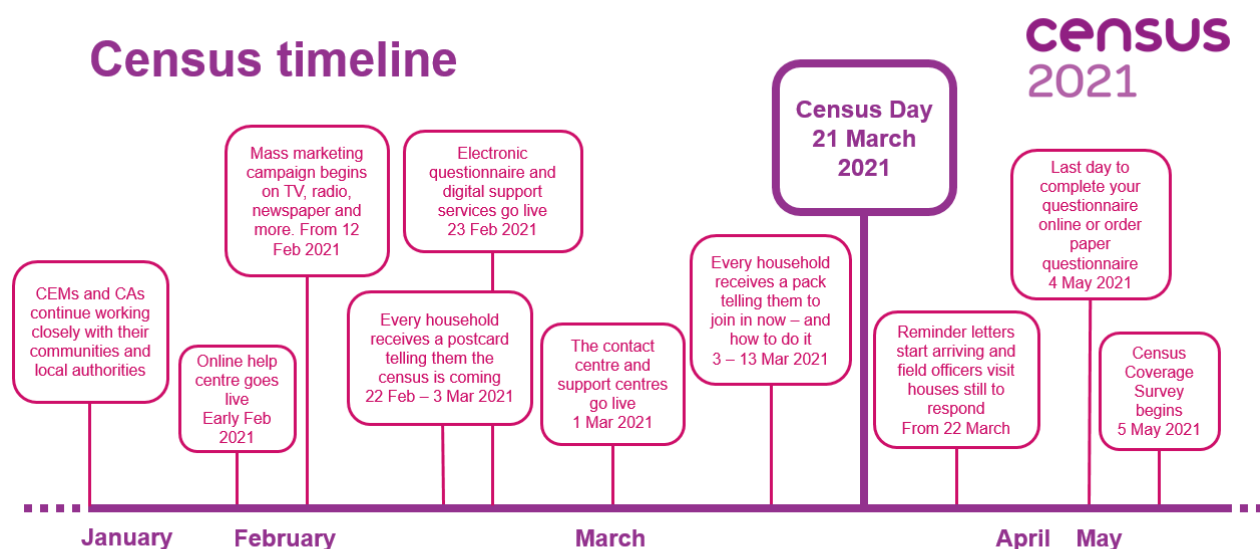 Census timeline
census
2021
CEMs and CAs
continue working
closely with their
communities and
local authorities
Online help
centre goes
live
Early Feb
2021
Mass marketing
campaign begins
on TV, radio,
newspaper and
more. From 12
Feb 2021
Every household
receives a postcard
telling them the
census is coming
22 Feb – 3 Mar 2021
Electronic
questionnaire and
digital support
services go live
23 Feb 2021
The contact
centre and
support centres
go live
1 Mar 2021
Every household
receives a pack
telling them to
join in now – and
how to do it
3 – 13 Mar 2021
Census Day
21 March
2021
Reminder letters
start arriving and
field officers visit
houses still to
respond
From 22 March
Last day to
complete your
questionnaire
online or order
paper
questionnaire
4 May 2021
Census
Coverage
Survey
begins
5 May 2021
January
February
March
April
May